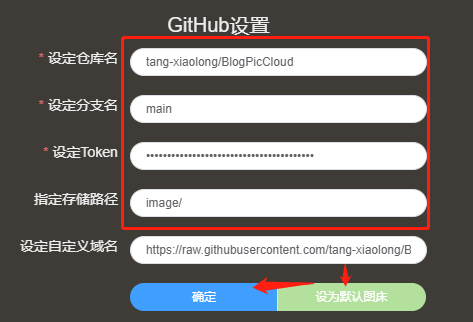 GitHub设置
* 设定仓库名 tang-xiaolong/BlogPicCloud
* 设定分支名 main
* 设定Token ••••••••••••••••••••••••••••••••••••••••
指定存储路径 image/
设定自定义域名 https://raw.githubusercontent.com/tang-xiaolong/B
确定 设为默认图床